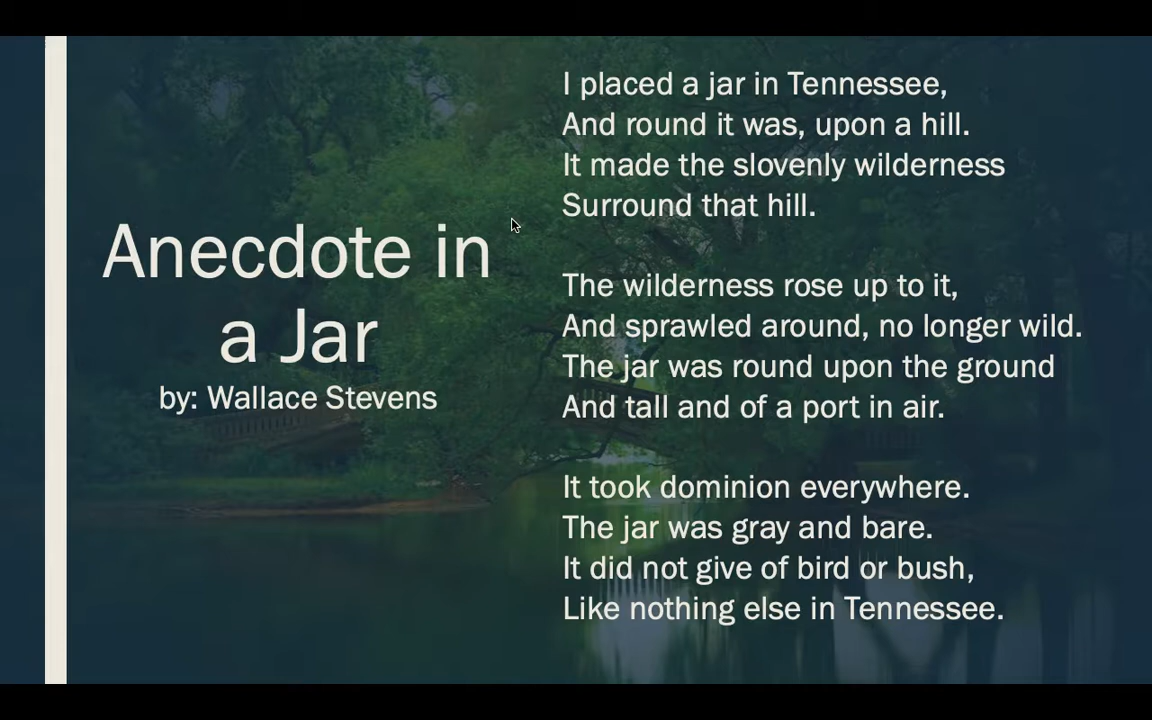 Anecdote in
a Jar
by: Wallace Stevens
I placed a jar in Tennessee,
And round it was, upon a hill.
It made the slovenly wilderness
Surround that hill.
The wilderness rose up to it,
And sprawled around, no longer wild.
The jar was round upon the ground
And tall and of a port in air.
It took dominion everywhere.
The jar was gray and bare.
It did not give of bird or bush,
Like nothing else in Tennessee.